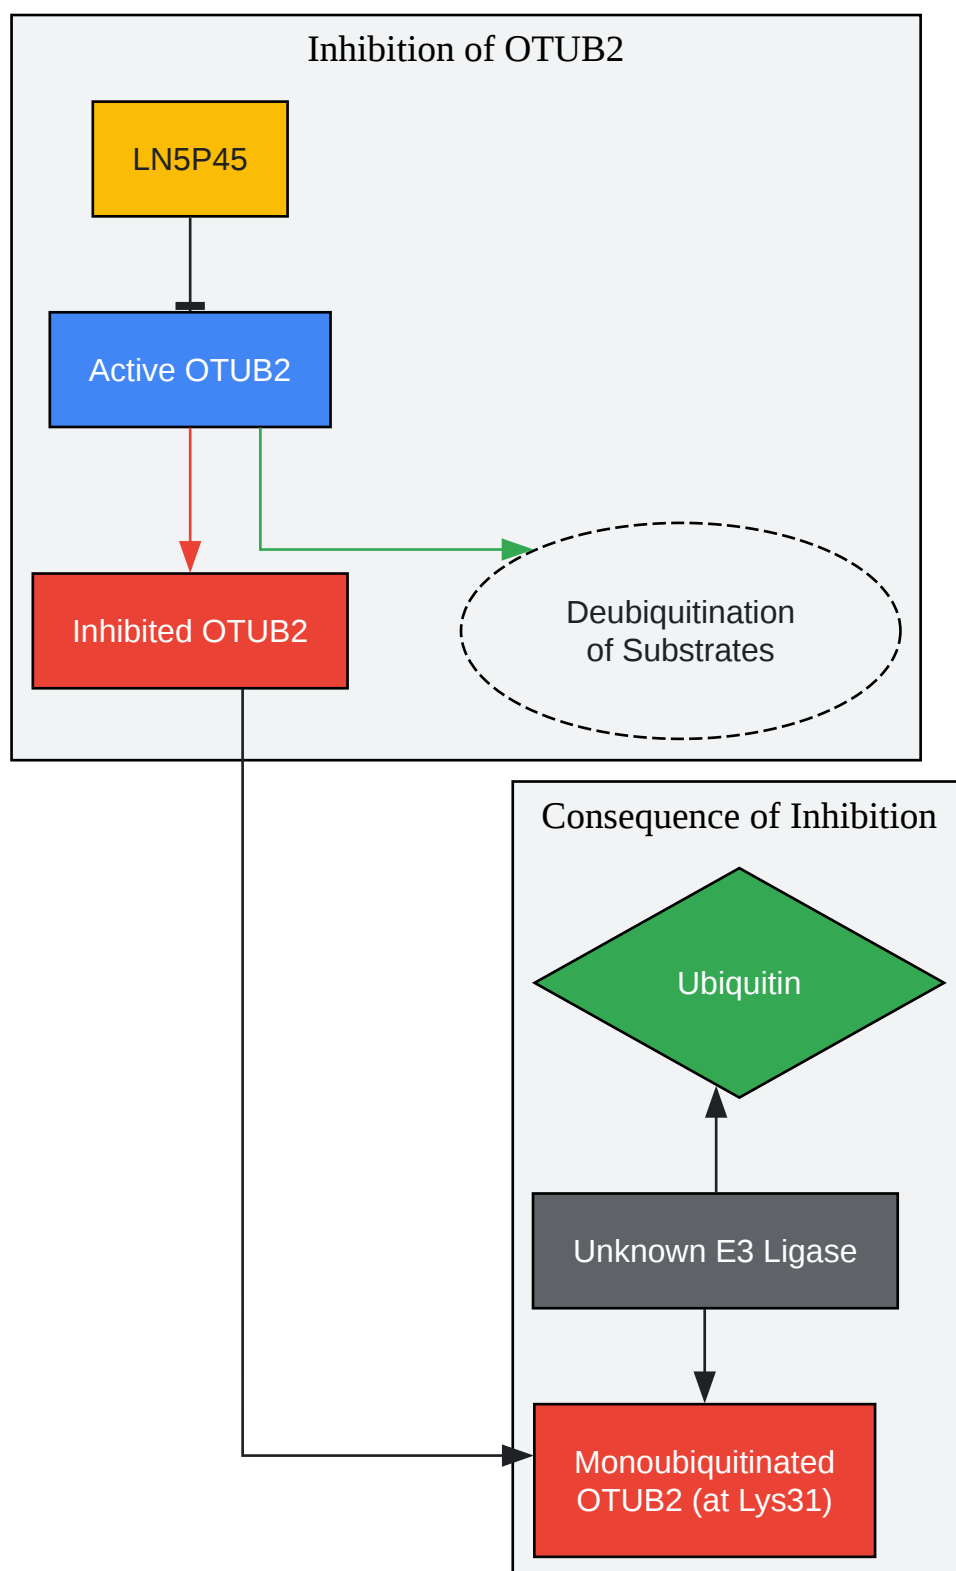 Inhibition of OTUB2
LN5P45
Active OTUB2
Inhibited OTUB2
Deubiquitination
of Substrates
Consequence of Inhibition
Ubiquitin
Unknown E3 Ligase
Monoubiquitinated
OTUB2 (at Lys31)